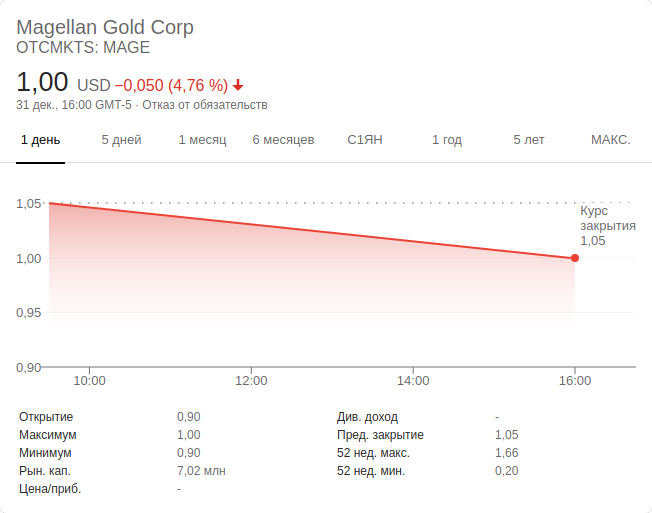 Magellan Gold Corp
OTCMKTS: MAGE
1,00 USD −0,050 (4,76 %)
31 дек., 16:00 GMT-5 · Отказ от обязательств
1 день 5 дней 1 месяц 6 месяцев С1ЯН 1 год 5 лет МАКС.
1,05
Курс
закрытия
1,05
1,00
0,95
0,90
10:00 12:00 14:00 16:00
Открытие 0,90 Див. доход -
Максимум 1,00 Пред. закрытие 1,05
Минимум 0,90 52 нед. макс. 1,66
Рын. кап. 7,02 млн 52 нед. мин. 0,20
Цена/приб. -